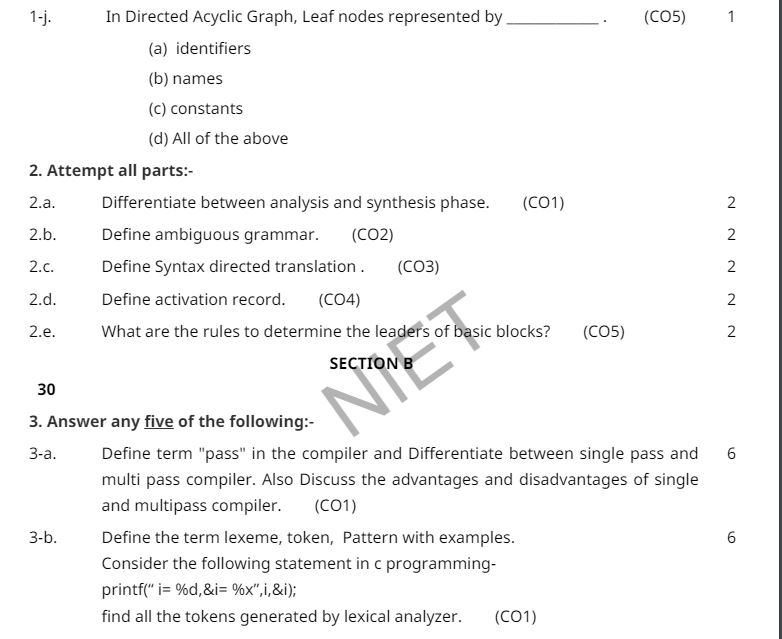 1-j. In Directed Acyclic Graph, Leaf nodes represented by ____________ . (CO5) 1
(a) identifiers
(b) names
(c) constants
(d) All of the above
2. Attempt all parts:-
2.a. Differentiate between analysis and synthesis phase. (CO1) 2
2.b. Define ambiguous grammar. (CO2) 2
2.c. Define Syntax directed translation . (CO3) 2
2.d. Define activation record. (CO4) 2
2.e. What are the rules to determine the leaders of basic blocks? (CO5) 2
NIET
SECTION B
30
3. Answer any five of the following:-
3-a. Define term "pass" in the compiler and Differentiate between single pass and 6
multi pass compiler. Also Discuss the advantages and disadvantages of single
and multipass compiler. (CO1)
3-b. Define the term lexeme, token, Pattern with examples. 6
Consider the following statement in c programming-
printf(“ i= %d,&i= %x”,i,&i);
find all the tokens generated by lexical analyzer. (CO1)